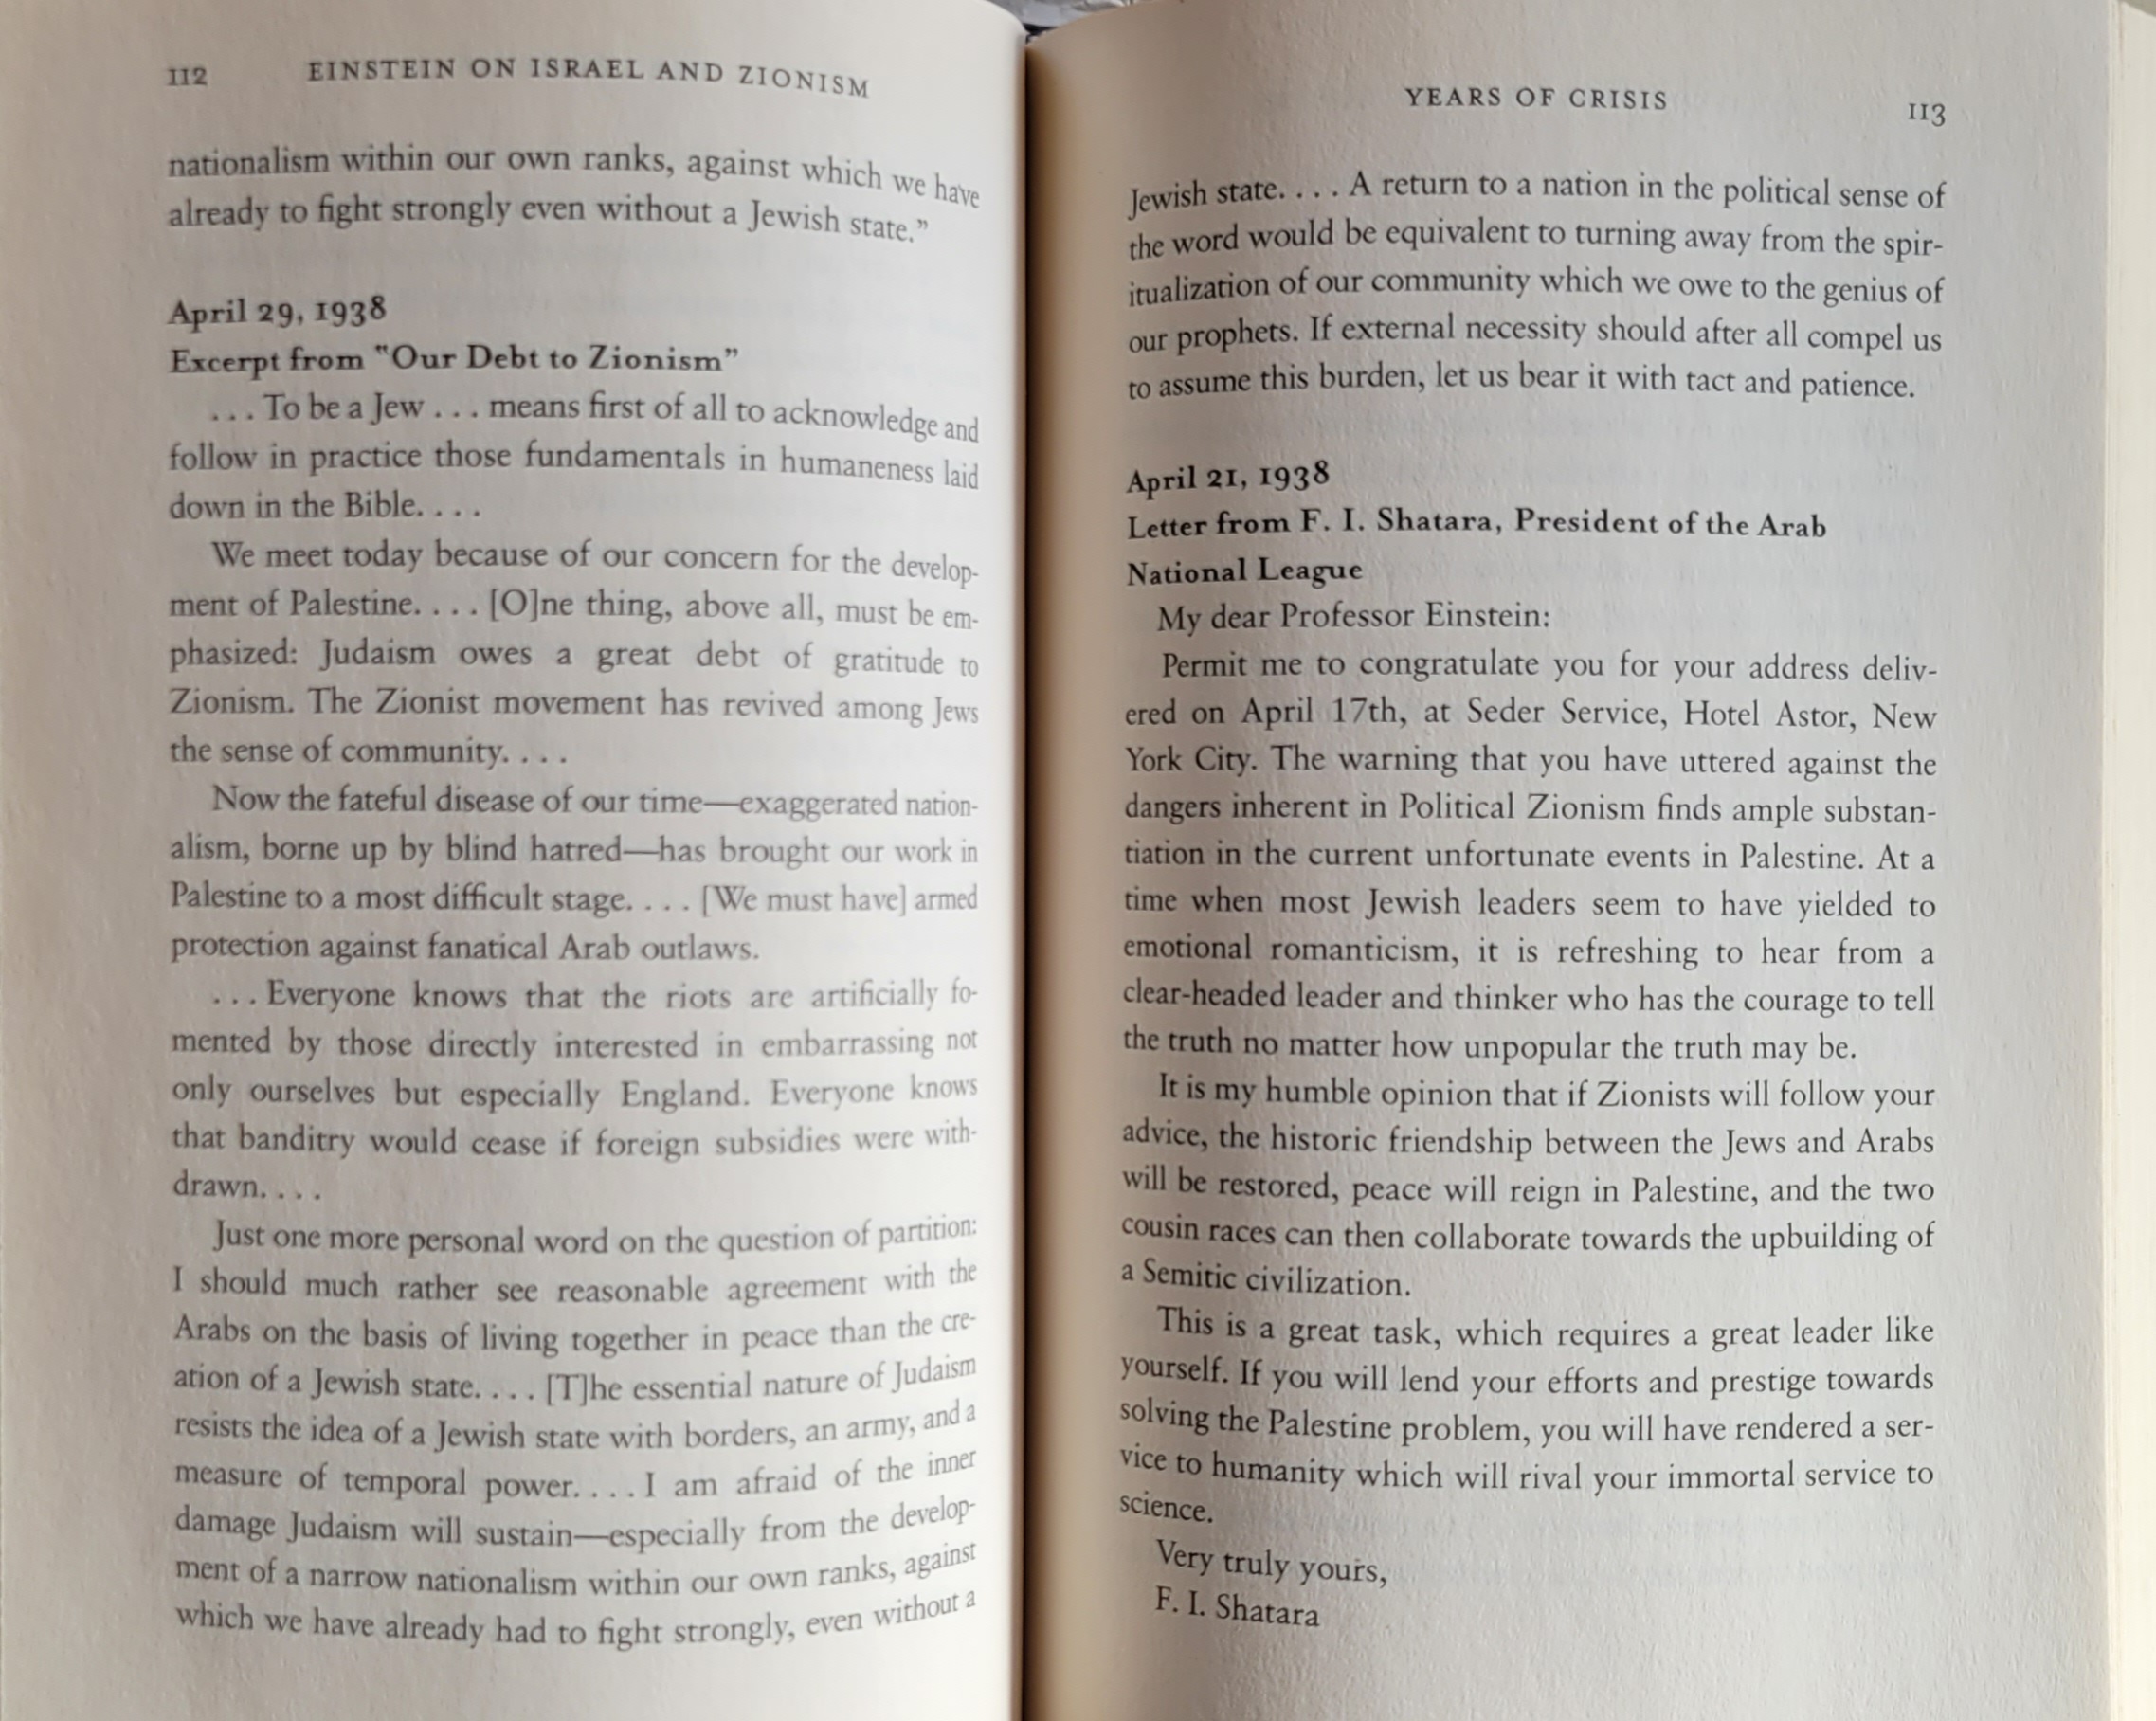 112 EINSTEIN ON ISRAEL AND ZIONISM
nationalism within our own ranks, against which we have
already to fight strongly even without a Jewish state.”
April 29, 1938
Excerpt from “Our Debt to Zionism”
. . . To be a Jew . . . means first of all to acknowledge and
follow in practice those fundamentals in humaneness laid
down in the Bible. . . .
We meet today because of our concern for the develop-
ment of Palestine. . . . [O]ne thing, above all, must be em-
phasized: Judaism owes a great debt of gratitude to
Zionism. The Zionist movement has revived among Jews
the sense of community. . . .
Now the fateful disease of our time—exaggerated nation-
alism, borne up by blind hatred—has brought our work in
Palestine to a most difficult stage. . . . [We must have] armed
protection against fanatical Arab outlaws.
. . . Everyone knows that the riots are artificially fo-
mented by those directly interested in embarrassing not
only ourselves but especially England. Everyone knows
that banditry would cease if foreign subsidies were with-
drawn. . . .
Just one more personal word on the question of partition:
I should much rather see reasonable agreement with the
Arabs on the basis of living together in peace than the cre-
ation of a Jewish state. . . . [T]he essential nature of Judaism
resists the idea of a Jewish state with borders, an army, and a
measure of temporal power. . . . I am afraid of the inner
damage Judaism will sustain—especially from the develop-
ment of a narrow nationalism within our own ranks, against
which we have already had to fight strongly, even without a
YEARS OF CRISIS 113
Jewish state. . . . A return to a nation in the political sense of
the word would be equivalent to turning away from the spir-
itualization of our community which we owe to the genius of
our prophets. If external necessity should after all compel us
to assume this burden, let us bear it with tact and patience.
April 21, 1938
Letter from F. I. Shatara, President of the Arab
National League
My dear Professor Einstein:
Permit me to congratulate you for your address deliv-
ered on April 17th, at Seder Service, Hotel Astor, New
York City. The warning that you have uttered against the
dangers inherent in Political Zionism finds ample substan-
tiation in the current unfortunate events in Palestine. At a
time when most Jewish leaders seem to have yielded to
emotional romanticism, it is refreshing to hear from a
clear-headed leader and thinker who has the courage to tell
the truth no matter how unpopular the truth may be.
It is my humble opinion that if Zionists will follow your
advice, the historic friendship between the Jews and Arabs
will be restored, peace will reign in Palestine, and the two
cousin races can then collaborate towards the upbuilding of
a Semitic civilization.
This is a great task, which requires a great leader like
yourself. If you will lend your efforts and prestige towards
solving the Palestine problem, you will have rendered a ser-
vice to humanity which will rival your immortal service to
science.
Very truly yours,
F. I. Shatara